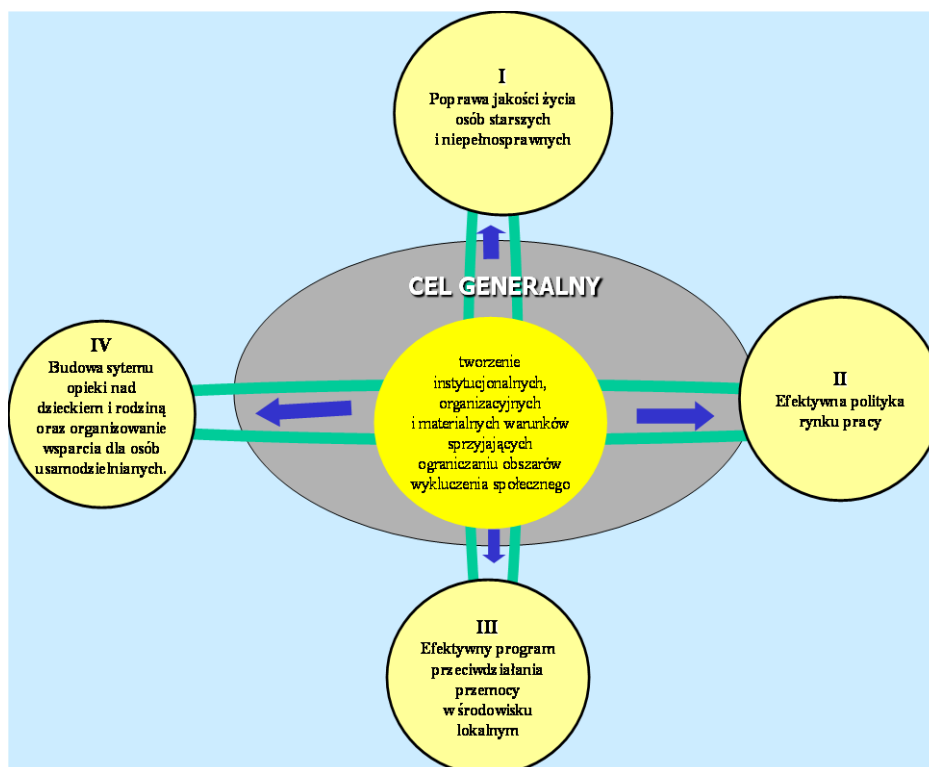 I
Poprawa jakości życia
osób starszych
i niepełnosprawnych
CEL GENERALNY
tworzenie
instytucjonalnych,
organizacyjnych
i materialnych warunków
sprzyjających
ograniczaniu obszarów
wykluczenia społecznego
II
Efektywna polityka
rynku pracy
III
Efektywny program
przeciwdziałania
przemocy
w środowisku
lokalnym
IV
Budowa sytemu
opieki nad
dzieckiem i rodziną
oraz organizowanie
wsparcia dla osób
usamodzielnianych.